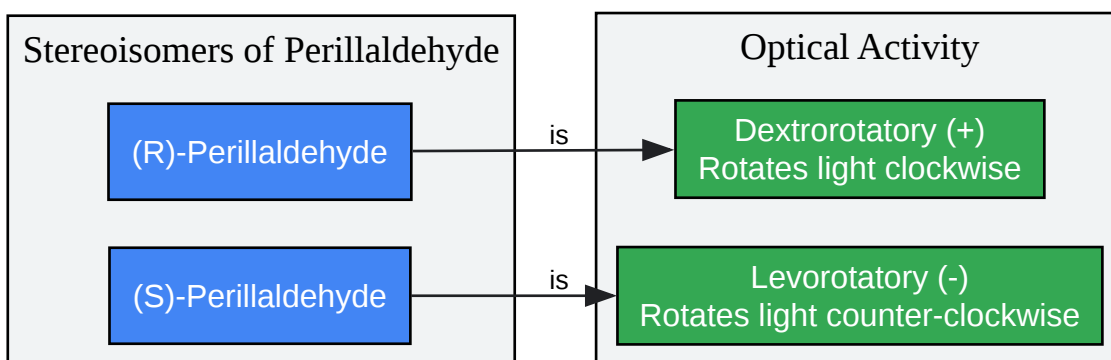 Stereoisomers of Perillaldehyde
Optical Activity
(R)-Perillaldehyde
is
Dextrorotatory (+)
Rotates light clockwise
(S)-Perillaldehyde
is
Levorotatory (-)
Rotates light counter-clockwise